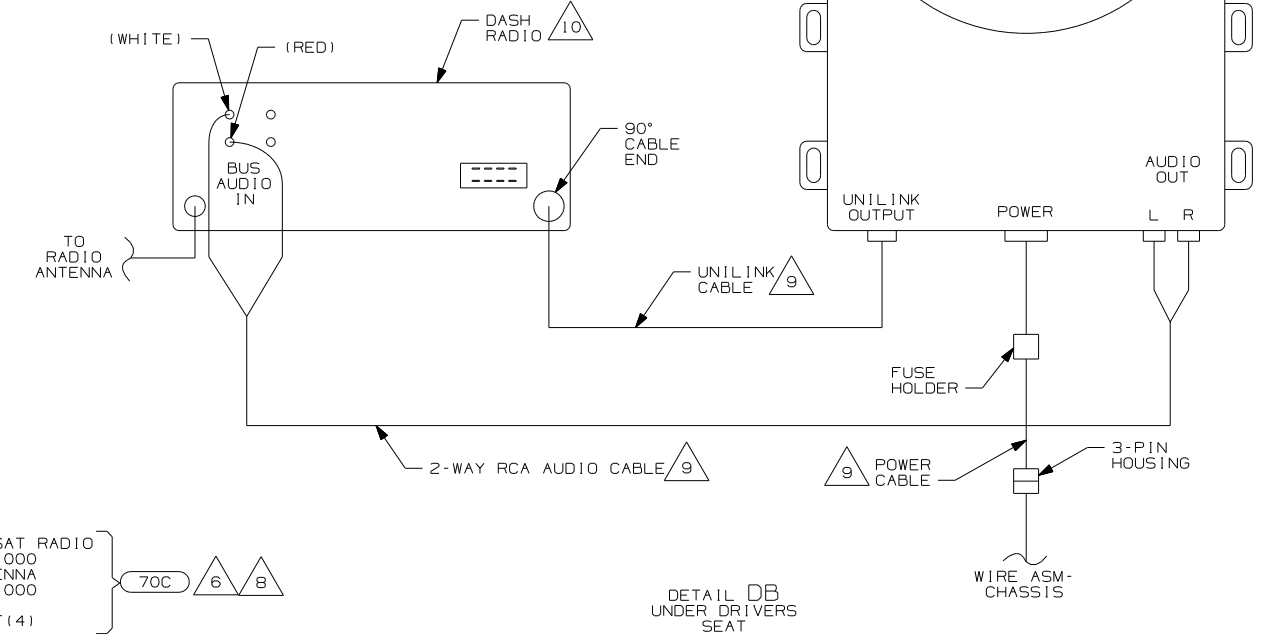 (WHITE)
(RED)
DASH
RADIO
10
90°
CABLE
END
BUS
AUDIO
IN
TO
RADIO
ANTENNA
UNILINK
OUTPUT
POWER
AUDIO
OUT
L R
UNILINK
CABLE
9
FUSE
HOLDER
2-WAY RCA AUDIO CABLE
9
9
POWER
CABLE
3-PIN
HOUSING
WIRE ASM-
CHASSIS
SAT RADIO
000
000
(4)
70C
6
8
DETAIL DB
UNDER DRIVERS
SEAT